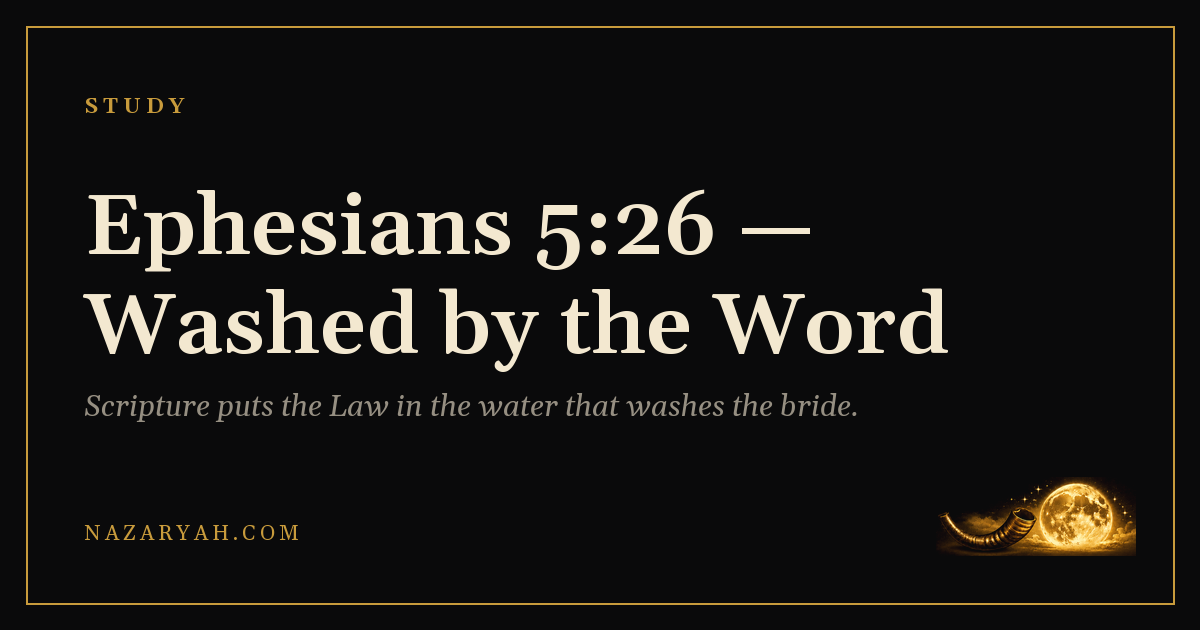 STUDY
Ephesians 5:26 —
Washed by the Word
Scripture puts the Law in the water that washes the bride.
NAZARYAH.COM